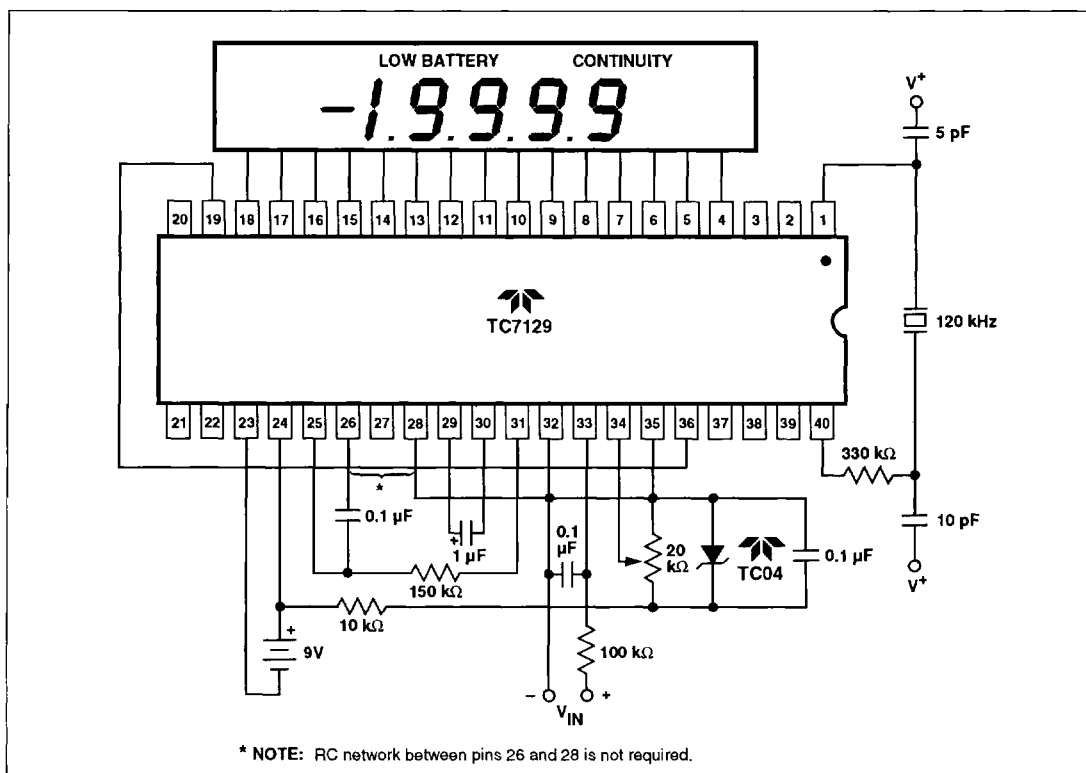 LOW BATTERY CONTINUITY
-1.9.9.9.9
V+
5 pF
20 19 18 17 16 15 14 13 12 11 10 9 8 7 6 5 4 3 2 1
TC7129
120 kHz
21 22 23 24 25 26 27 28 29 30 31 32 33 34 35 36 37 38 39 40
330 kΩ
*
0.1 µF
+
1 µF
0.1 µF
20 kΩ
TC04
0.1 µF
10 pF
V+
150 kΩ
10 kΩ
+
9V
100 kΩ
– +
VIN
* NOTE: RC network between pins 26 and 28 is not required.